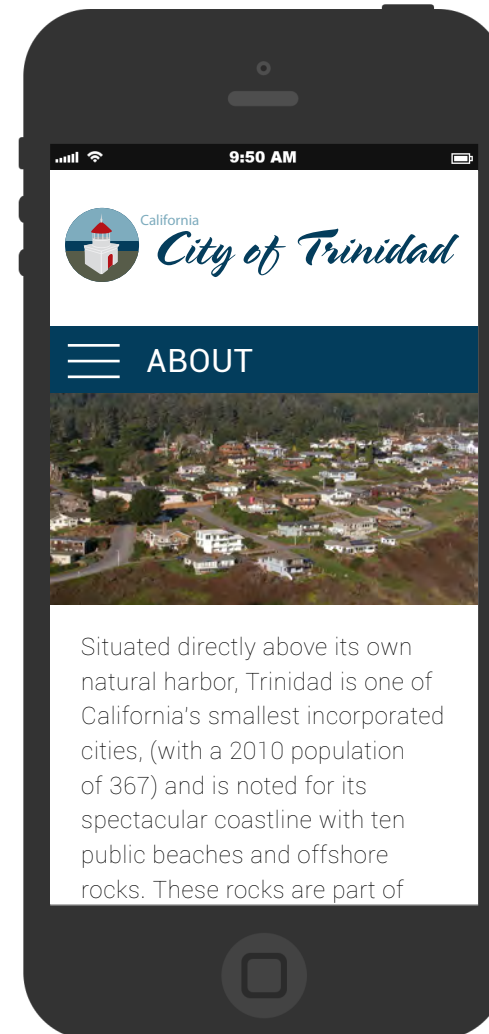 9:50 AM
California
City of Trinidad
ABOUT
Situated directly above its own
natural harbor, Trinidad is one of
California's smallest incorporated
cities, (with a 2010 population
of 367) and is noted for its
spectacular coastline with ten
public beaches and offshore
rocks. These rocks are part of